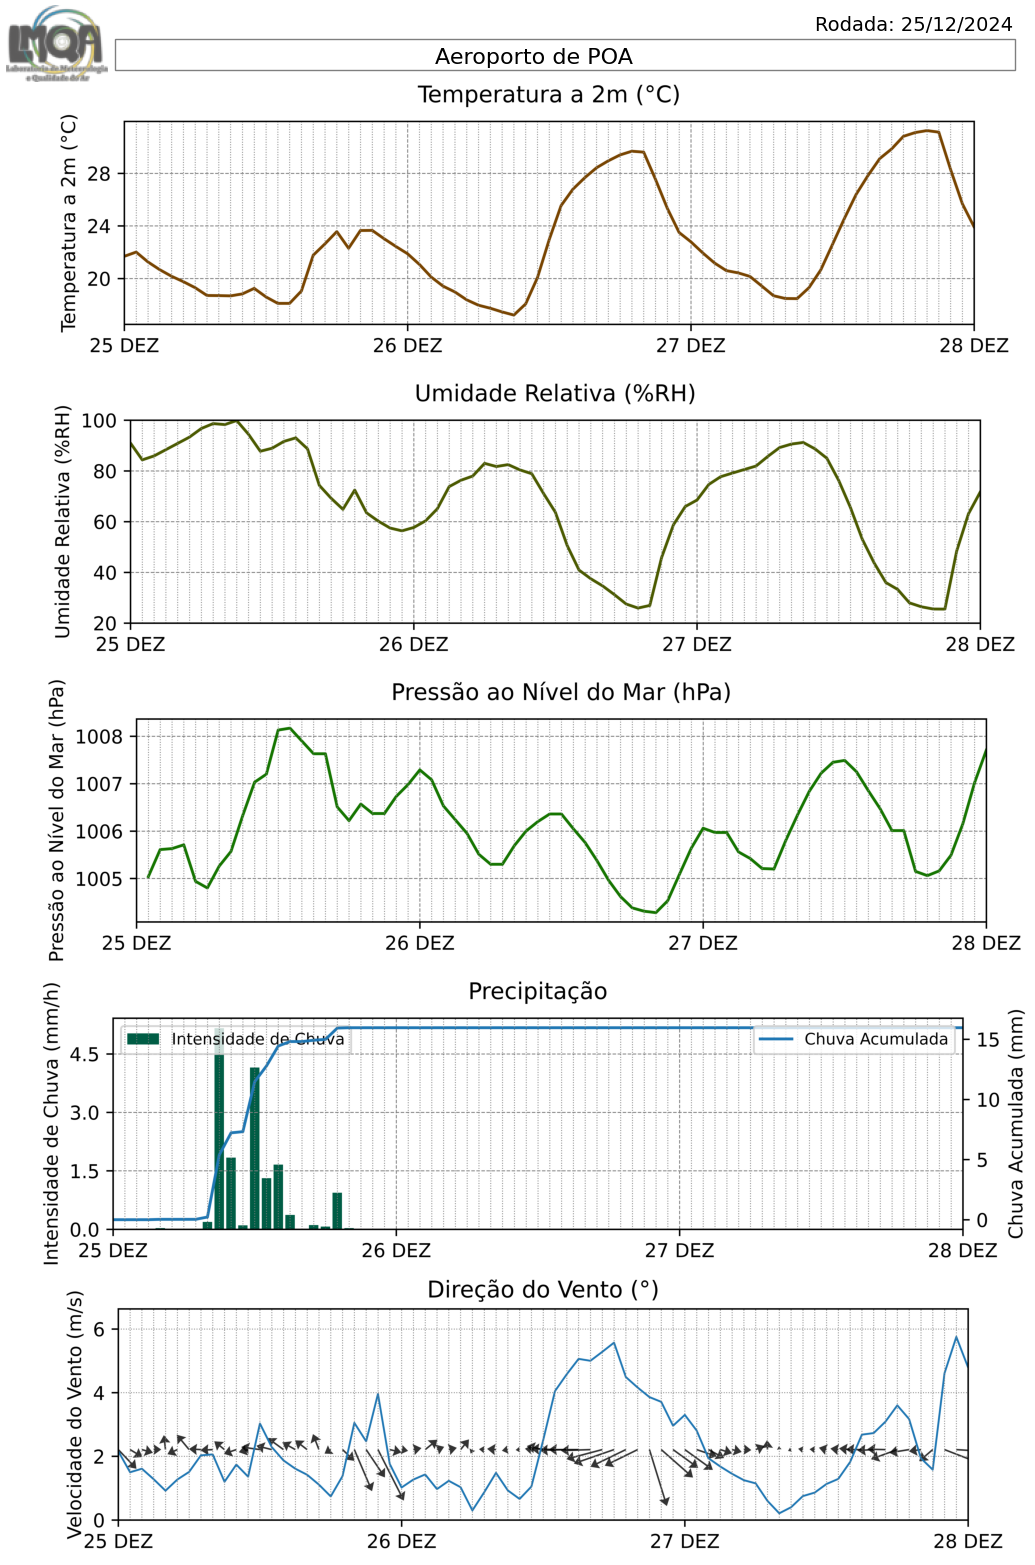 LMQA
Laboratório de Meteorologia
e Qualidade do Ar
Rodada: 25/12/2024
Aeroporto de POA
Temperatura a 2m (°C)
Temperatura a 2m (°C)
28
24
20
25 DEZ 26 DEZ 27 DEZ 28 DEZ
Umidade Relativa (%RH)
Umidade Relativa (%RH)
100
80
60
40
20
25 DEZ 26 DEZ 27 DEZ 28 DEZ
Pressão ao Nível do Mar (hPa)
Pressão ao Nível do Mar (hPa)
1008
1007
1006
1005
25 DEZ 26 DEZ 27 DEZ 28 DEZ
Precipitação
Intensidade de Chuva (mm/h)
Intensidade de Chuva
Chuva Acumulada
4.5
3.0
1.5
0.0
15
10
5
0
Chuva Acumulada (mm)
25 DEZ 26 DEZ 27 DEZ 28 DEZ
Direção do Vento (°)
Velocidade do Vento (m/s)
6
4
2
0
25 DEZ 26 DEZ 27 DEZ 28 DEZ